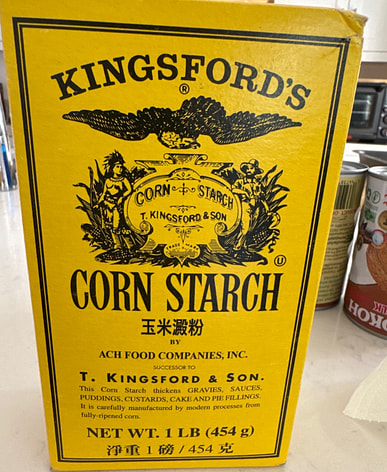 KINGSFORD'S
®
CORN STARCH
T. KINGSFORD & SON
TRADE MARK
U
CORN STARCH
玉米澱粉
BY
ACH FOOD COMPANIES, INC.
SUCCESSOR TO
T. KINGSFORD & SON.
This Corn Starch thickens GRAVIES, SAUCES,
PUDDINGS, CUSTARDS, CAKE AND PIE FILLINGS.
It is carefully manufactured by modern processes from
fully-ripened corn.
NET WT. 1 LB (454 g)
淨重 1 磅 / 454 克